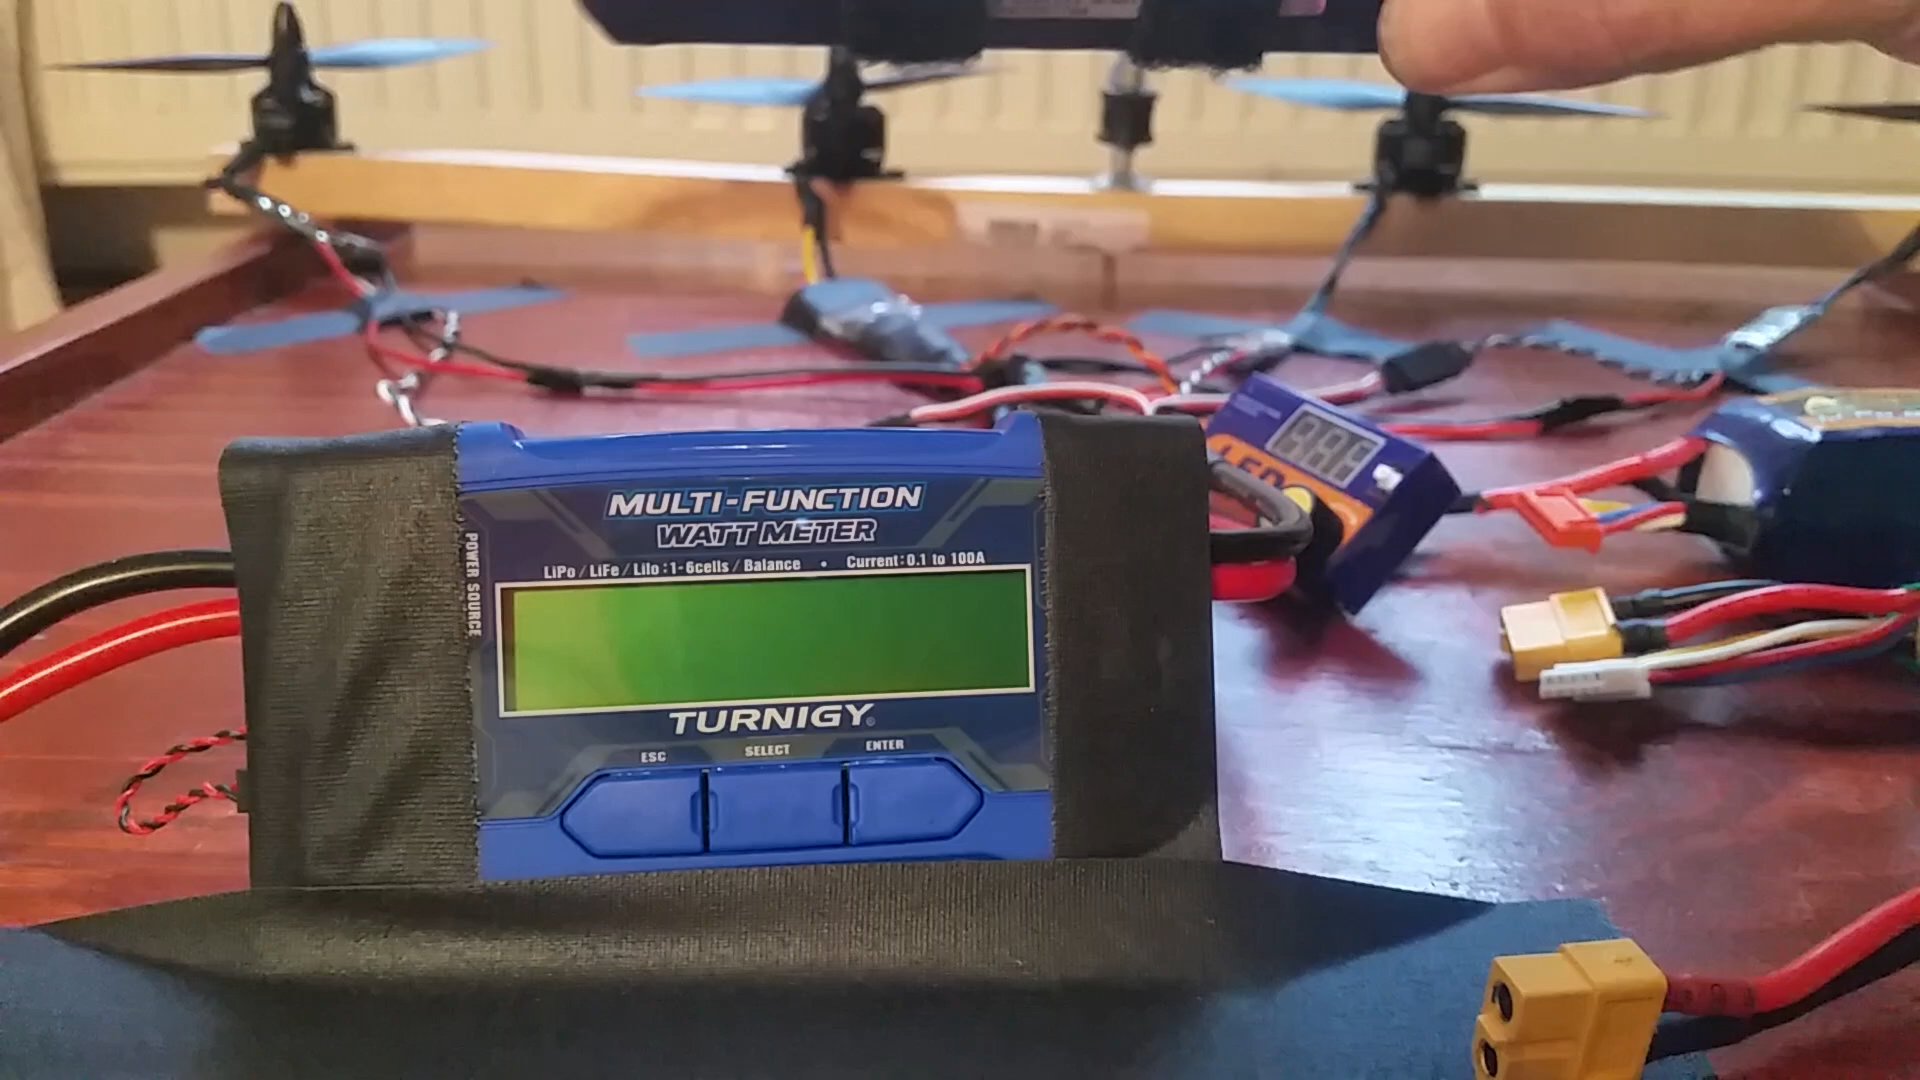 MULTI-FUNCTION
WATT METER
LiPo / LiFe / LiIo : 1-6cells / Balance • Current: 0.1 to 100A
POWER SOURCE
TURNIGY®
ESC SELECT ENTER